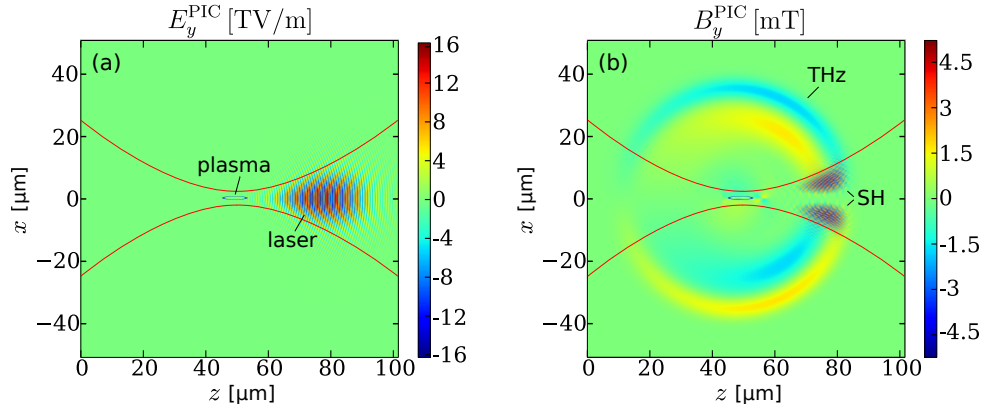 E_y^PIC [TV/m]
(a)
plasma
laser
x [μm]
40
20
0
−20
−40
0 20 40 60 80 100
z [μm]
16
12
8
4
0
-4
-8
-12
-16
B_y^PIC [mT]
(b)
THz
SH
x [μm]
40
20
0
−20
−40
0 20 40 60 80 100
z [μm]
4.5
3
1.5
0
-1.5
-3
-4.5